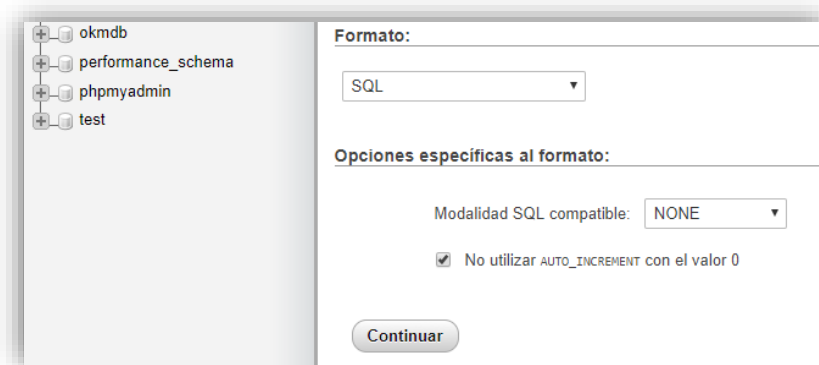 okmdb
performance_schema
phpmyadmin
test
Formato:
SQL
Opciones específicas al formato:
Modalidad SQL compatible: NONE
No utilizar AUTO_INCREMENT con el valor 0
Continuar